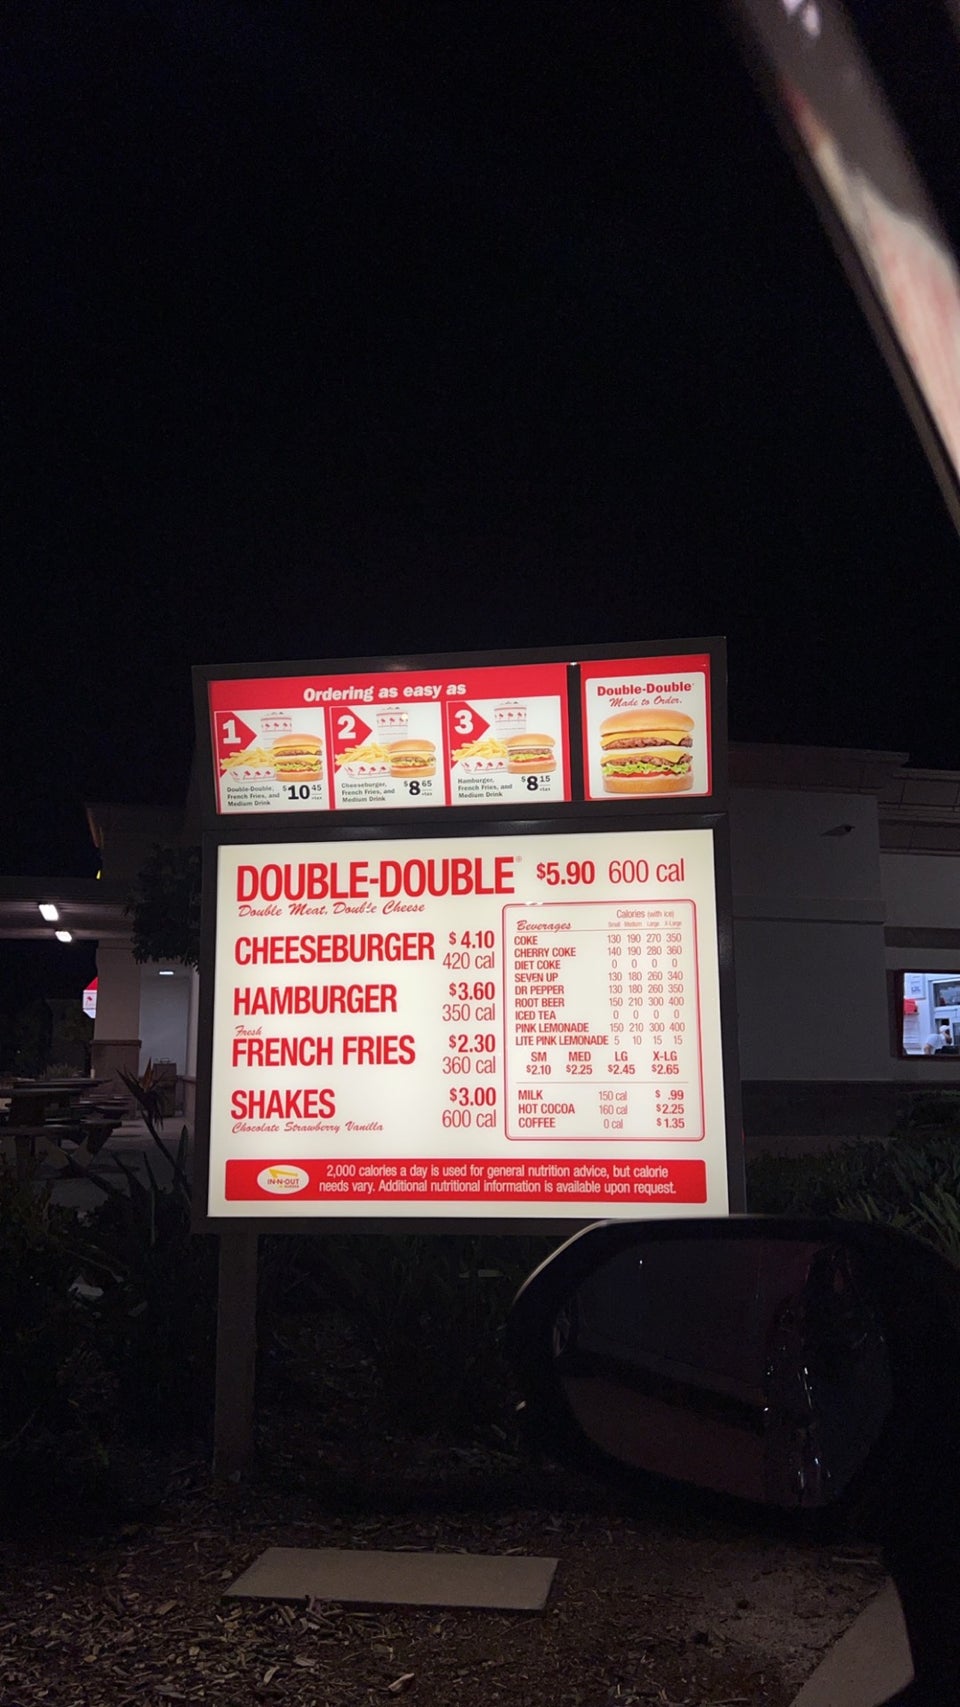 Ordering as easy as
1
Double-Double,
French Fries, and
Medium Drink
$10 45
+tax
2
Cheeseburger,
French Fries, and
Medium Drink
$8 65
+tax
3
Hamburger,
French Fries, and
Medium Drink
$8 15
+tax
Double-Double
Made to Order.
DOUBLE-DOUBLE® $5.90 600 cal
Double Meat, Double Cheese
CHEESEBURGER $4.10
420 cal
HAMBURGER $3.60
350 cal
Fresh
FRENCH FRIES $2.30
360 cal
SHAKES $3.00
Chocolate Strawberry Vanilla 600 cal
Beverages Calories (with ice)
Small Medium Large X-Large
COKE 130 190 270 350
CHERRY COKE 140 190 280 360
DIET COKE 0 0 0 0
SEVEN UP 130 180 260 340
DR PEPPER 130 180 260 350
ROOT BEER 150 210 300 400
ICED TEA 0 0 0 0
PINK LEMONADE 150 210 300 400
LITE PINK LEMONADE 5 10 15 15
SM MED LG X-LG
$2.10 $2.25 $2.45 $2.65
MILK 150 cal $ .99
HOT COCOA 160 cal $2.25
COFFEE 0 cal $1.35
IN-N-OUT
BURGER
2,000 calories a day is used for general nutrition advice, but calorie
needs vary. Additional nutritional information is available upon request.